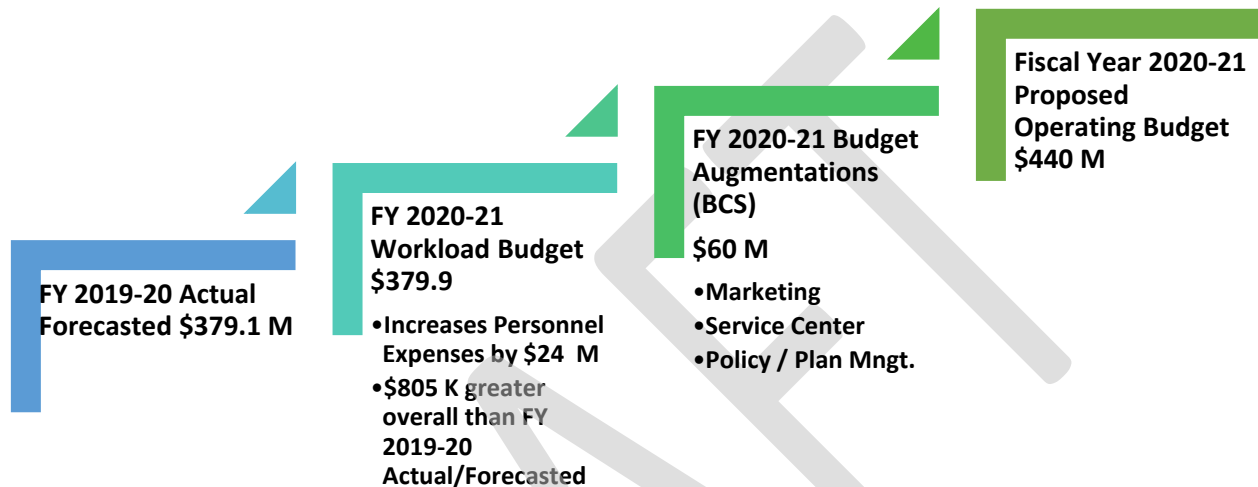 FY 2019-20 Actual
Forecasted $379.1 M
FY 2020-21
Workload Budget
$379.9
•Increases Personnel
Expenses by $24  M
•$805 K greater
overall than FY
2019-20
Actual/Forecasted
FY 2020-21 Budget
Augmentations
(BCS)
$60 M
•Marketing
•Service Center
•Policy / Plan Mngt.
Fiscal Year 2020-21
Proposed
Operating Budget
$440 M